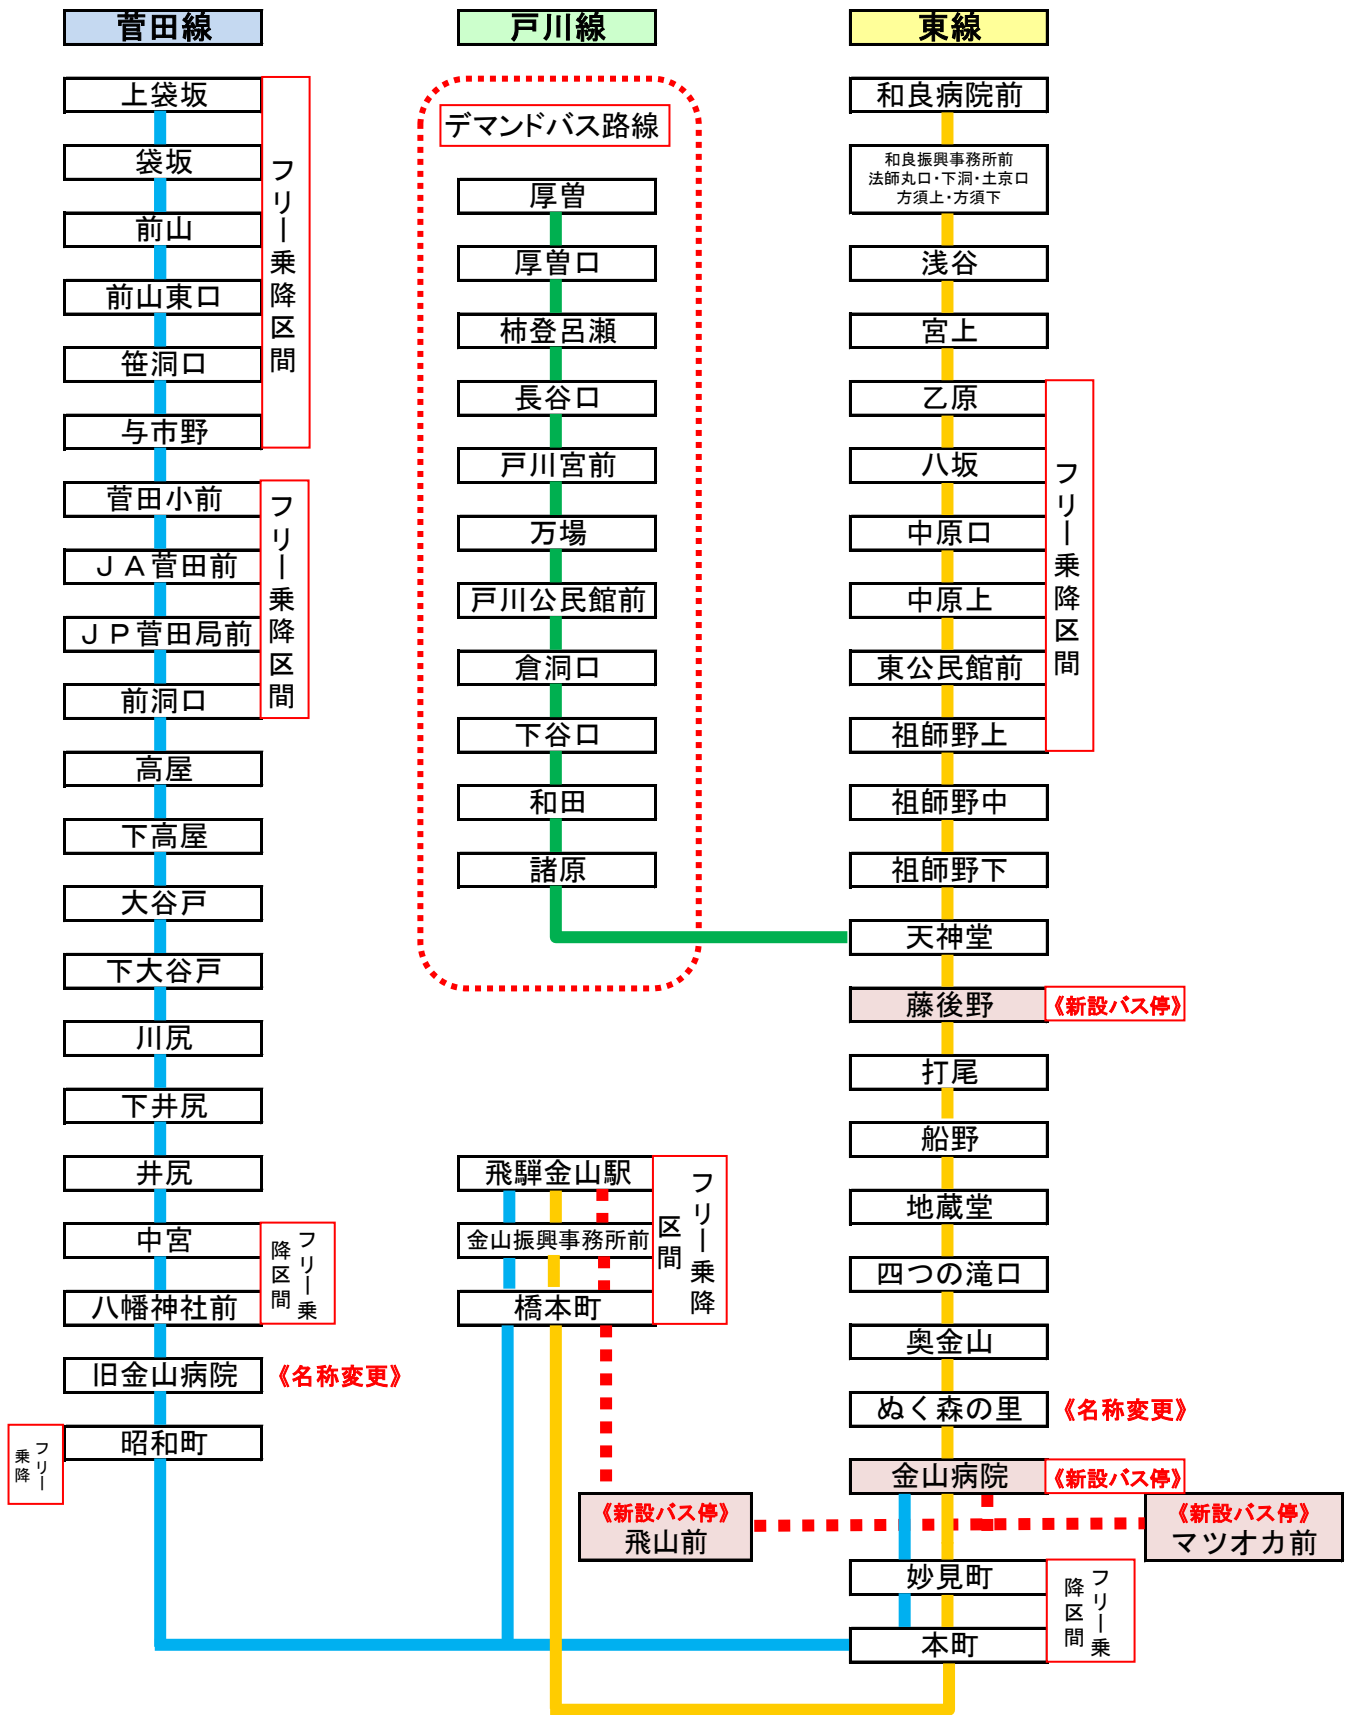 菅田線
上袋坂
袋坂
前山
前山東口
笹洞口
与市野
フリー乗降区間
菅田小前
ＪＡ菅田前
ＪＰ菅田局前
前洞口
フリー乗降区間
高屋
下高屋
大谷戸
下大谷戸
川尻
下井尻
井尻
中宮
八幡神社前
フリー乗
降区間
旧金山病院
《名称変更》
昭和町
フリー
乗降
戸川線
デマンドバス路線
厚曽
厚曽口
柿登呂瀬
長谷口
戸川宮前
万場
戸川公民館前
倉洞口
下谷口
和田
諸原
飛騨金山駅
金山振興事務所前
橋本町
フリー乗降
区間
《新設バス停》
飛山前
東線
和良病院前
和良振興事務所前
法師丸口・下洞・土京口
方須上・方須下
浅谷
宮上
乙原
八坂
中原口
中原上
東公民館前
祖師野上
フリー乗降区間
祖師野中
祖師野下
天神堂
藤後野
《新設バス停》
打尾
船野
地蔵堂
四つの滝口
奥金山
ぬく森の里
《名称変更》
金山病院
《新設バス停》
《新設バス停》
マツオカ前
妙見町
本町
フリー乗
降区間